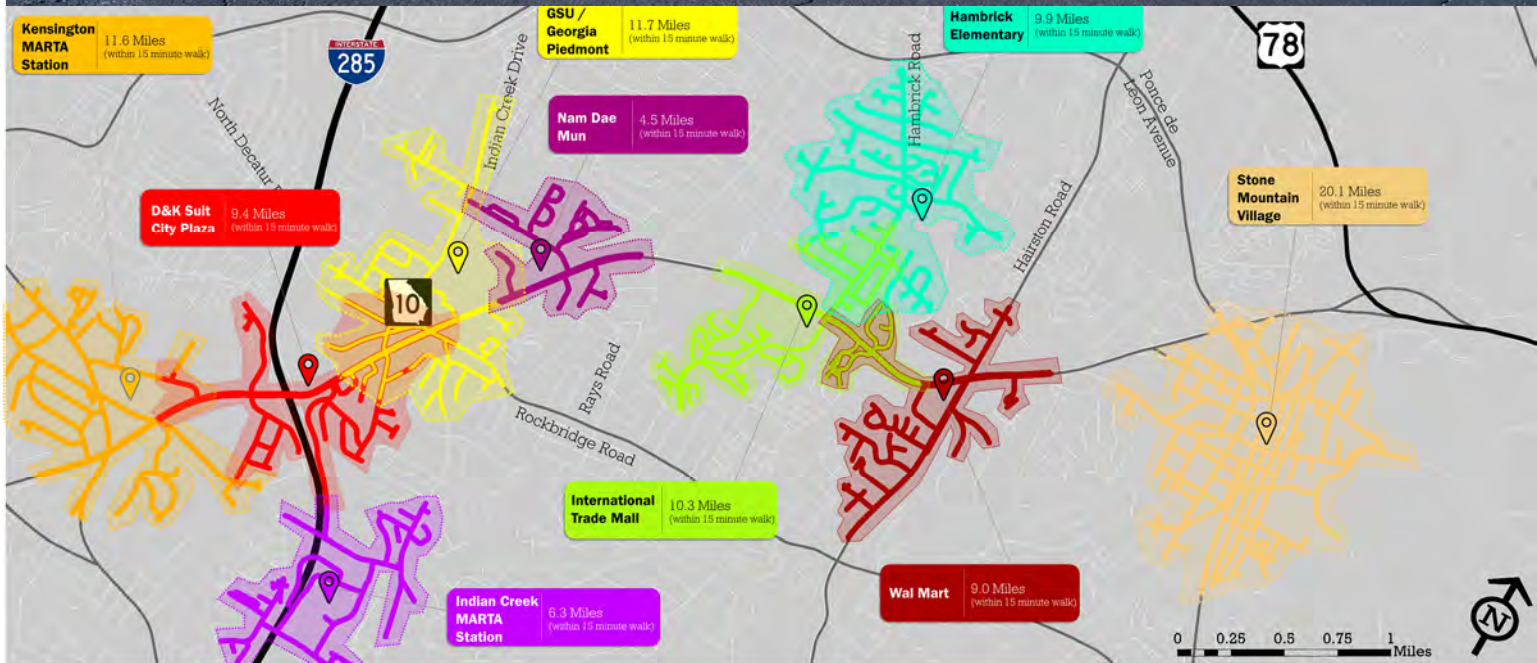 Kensington
MARTA
Station
11.6 Miles
(within 15 minute walk)
INTERSTATE
285
GSU /
Georgia
Piedmont
11.7 Miles
(within 15 minute walk)
Hambrick
Elementary
9.9 Miles
(within 15 minute walk)
78
North Decatur
Indian Creek Drive
Nam Dae
Mun
4.5 Miles
(within 15 minute walk)
Hambrick Road
Ponce de
Leon Avenue
D&K Suit
City Plaza
9.4 Miles
(within 15 minute walk)
Stone
Mountain
Village
20.1 Miles
(within 15 minute walk)
Hairston Road
10
Rays Road
Rockbridge Road
International
Trade Mall
10.3 Miles
(within 15 minute walk)
Wal Mart
9.0 Miles
(within 15 minute walk)
Indian Creek
MARTA
Station
6.3 Miles
(within 15 minute walk)
N
0 0.25 0.5 0.75 1
Miles